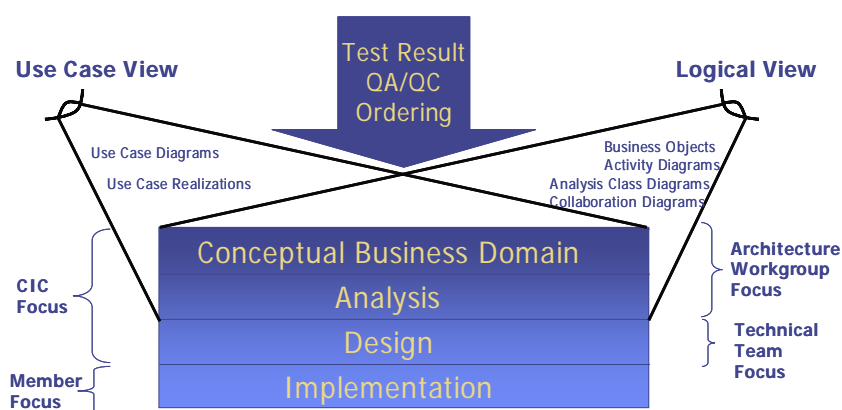 Test Result
QA/QC
Ordering
Use Case View
Logical View
Use Case Diagrams
Use Case Realizations
Business Objects
Activity Diagrams
Analysis Class Diagrams
Collaboration Diagrams
Conceptual Business Domain
Analysis
Design
Implementation
CIC
Focus
Member
Focus
Architecture
Workgroup
Focus
Technical
Team
Focus